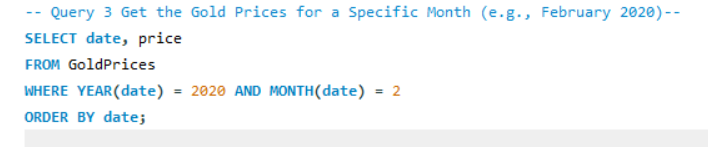 -- Query 3 Get the Gold Prices for a Specific Month (e.g., February 2020)--
SELECT date, price
FROM GoldPrices
WHERE YEAR(date) = 2020 AND MONTH(date) = 2
ORDER BY date;